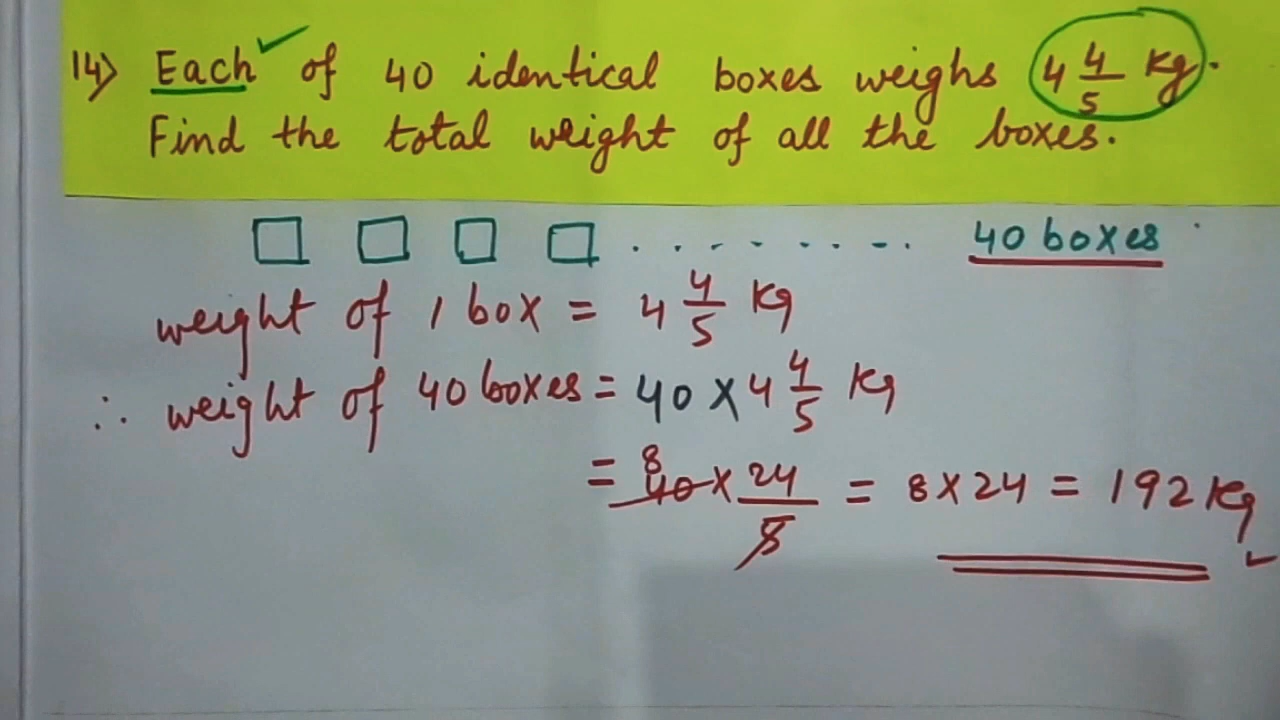 14) Each ✓ of 40 identical boxes weighs 4 4/5 Kg.
Find the total weight of all the boxes.
40 boxes
weight of 1 box = 4 4/5 Kg
∴ weight of 40 boxes = 40 × 4 4/5 Kg
= 8 40 × 24/5 = 8 × 24 = 192 Kg